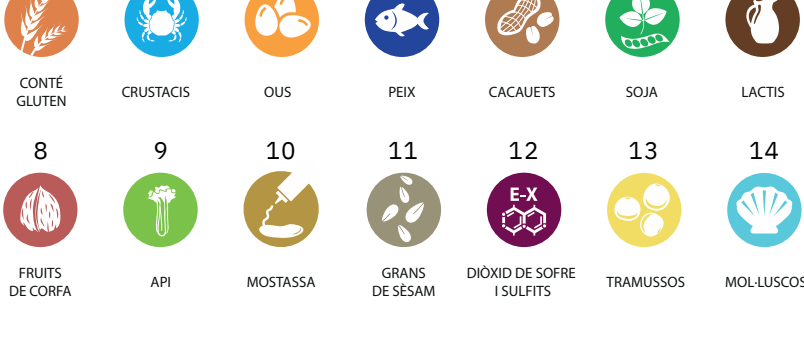 CONTÉ
GLUTEN
CRUSTACIS
OUS
PEIX
CACAUETS
SOJA
LACTIS
8 9 10 11 12 13 14
E-X
FRUITS
DE CORFA
API
MOSTASSA
GRANS
DE SÈSAM
DIÒXID DE SOFRE
I SULFITS
TRAMUSSOS
MOL·LUSCOS